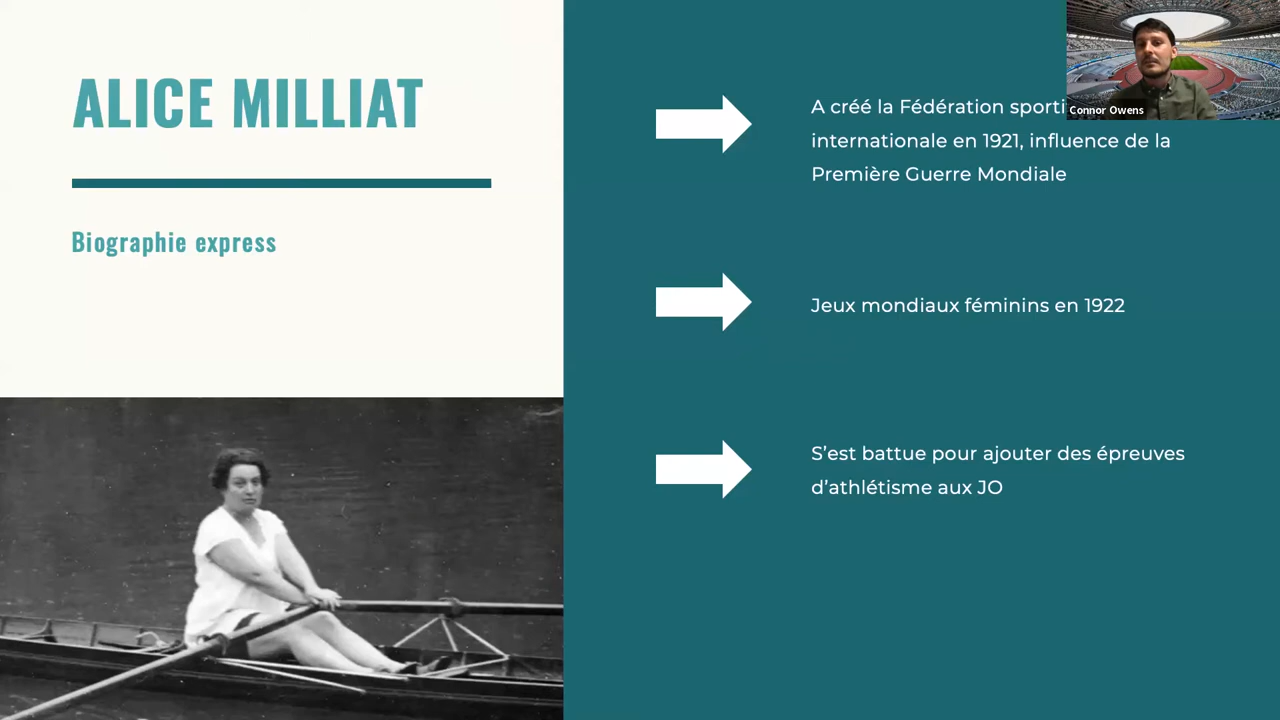 ALICE MILLIAT
Biographie express
A créé la Fédération
internationale en 1921, influence de la
Première Guerre Mondiale
Jeux mondiaux féminins en 1922
S’est battue pour ajouter des épreuves
d’athlétisme aux JO
Connor Owens